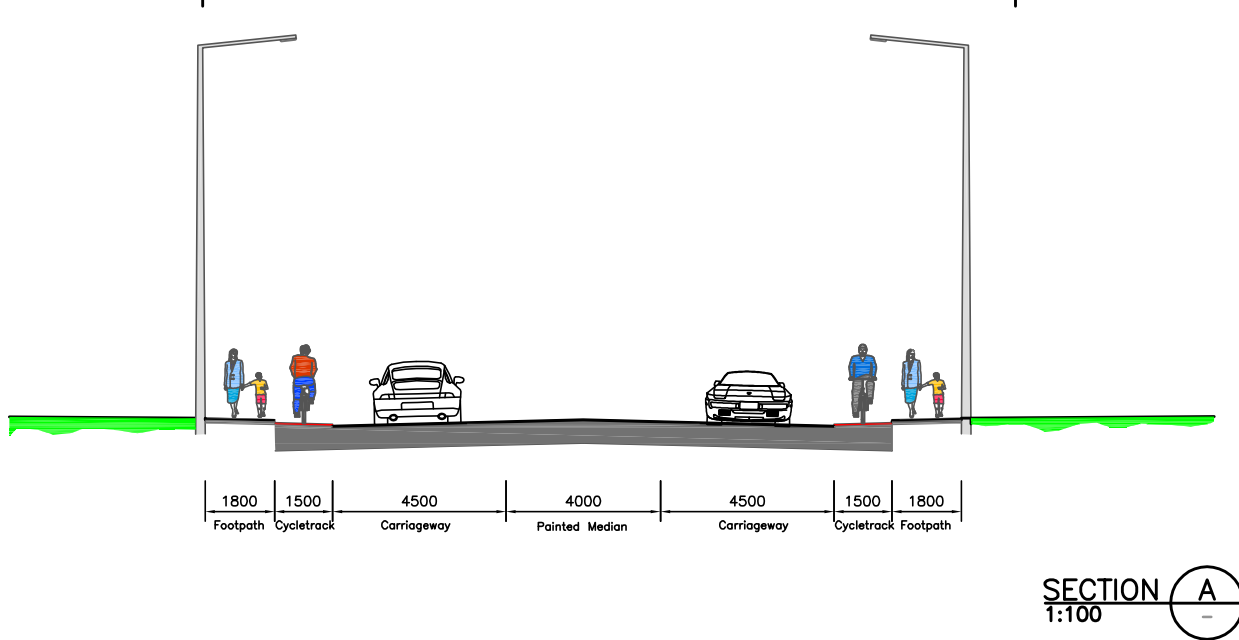 1800 1500 4500 4000 4500 1500 1800
Footpath Cycletrack Carriageway Painted Median Carriageway Cycletrack Footpath
SECTION A
1:100 -